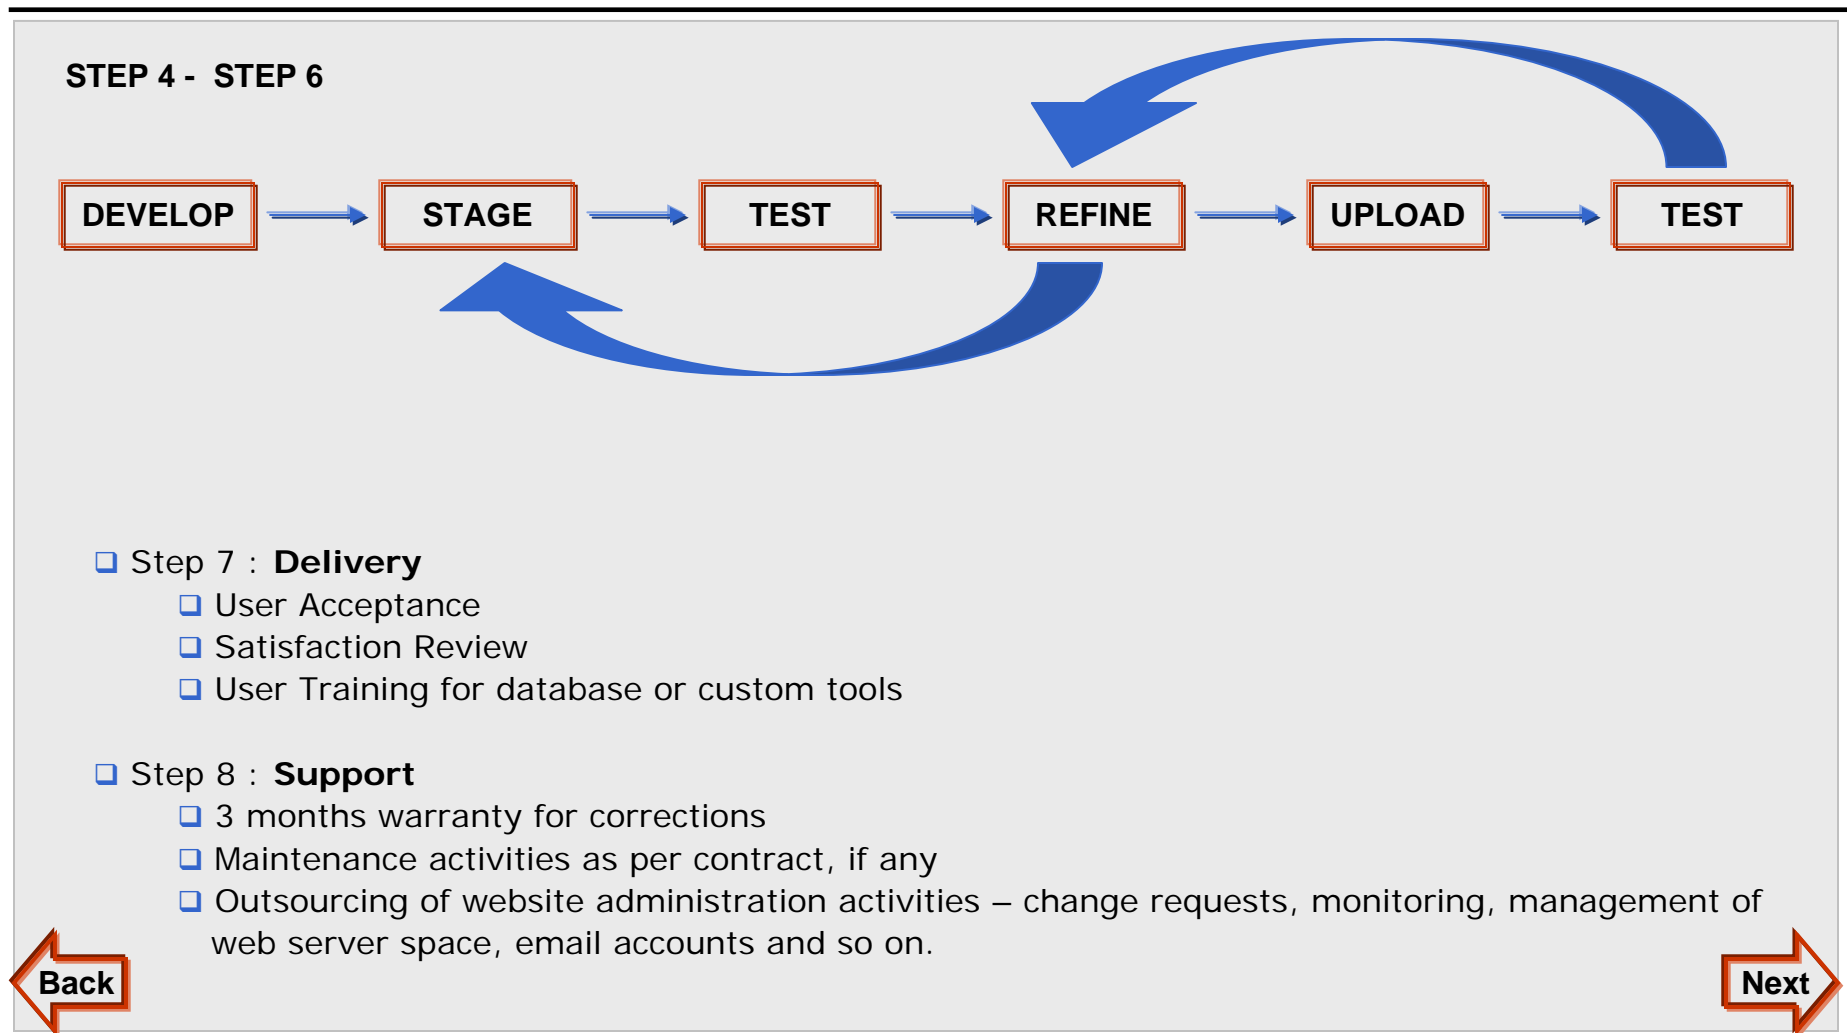 STEP 4 - STEP 6
DEVELOP STAGE TEST REFINE UPLOAD TEST
Step 7 : Delivery
User Acceptance
Satisfaction Review
User Training for database or custom tools
Step 8 : Support
3 months warranty for corrections
Maintenance activities as per contract, if any
Outsourcing of website administration activities – change requests, monitoring, management of
web server space, email accounts and so on.
Back Next